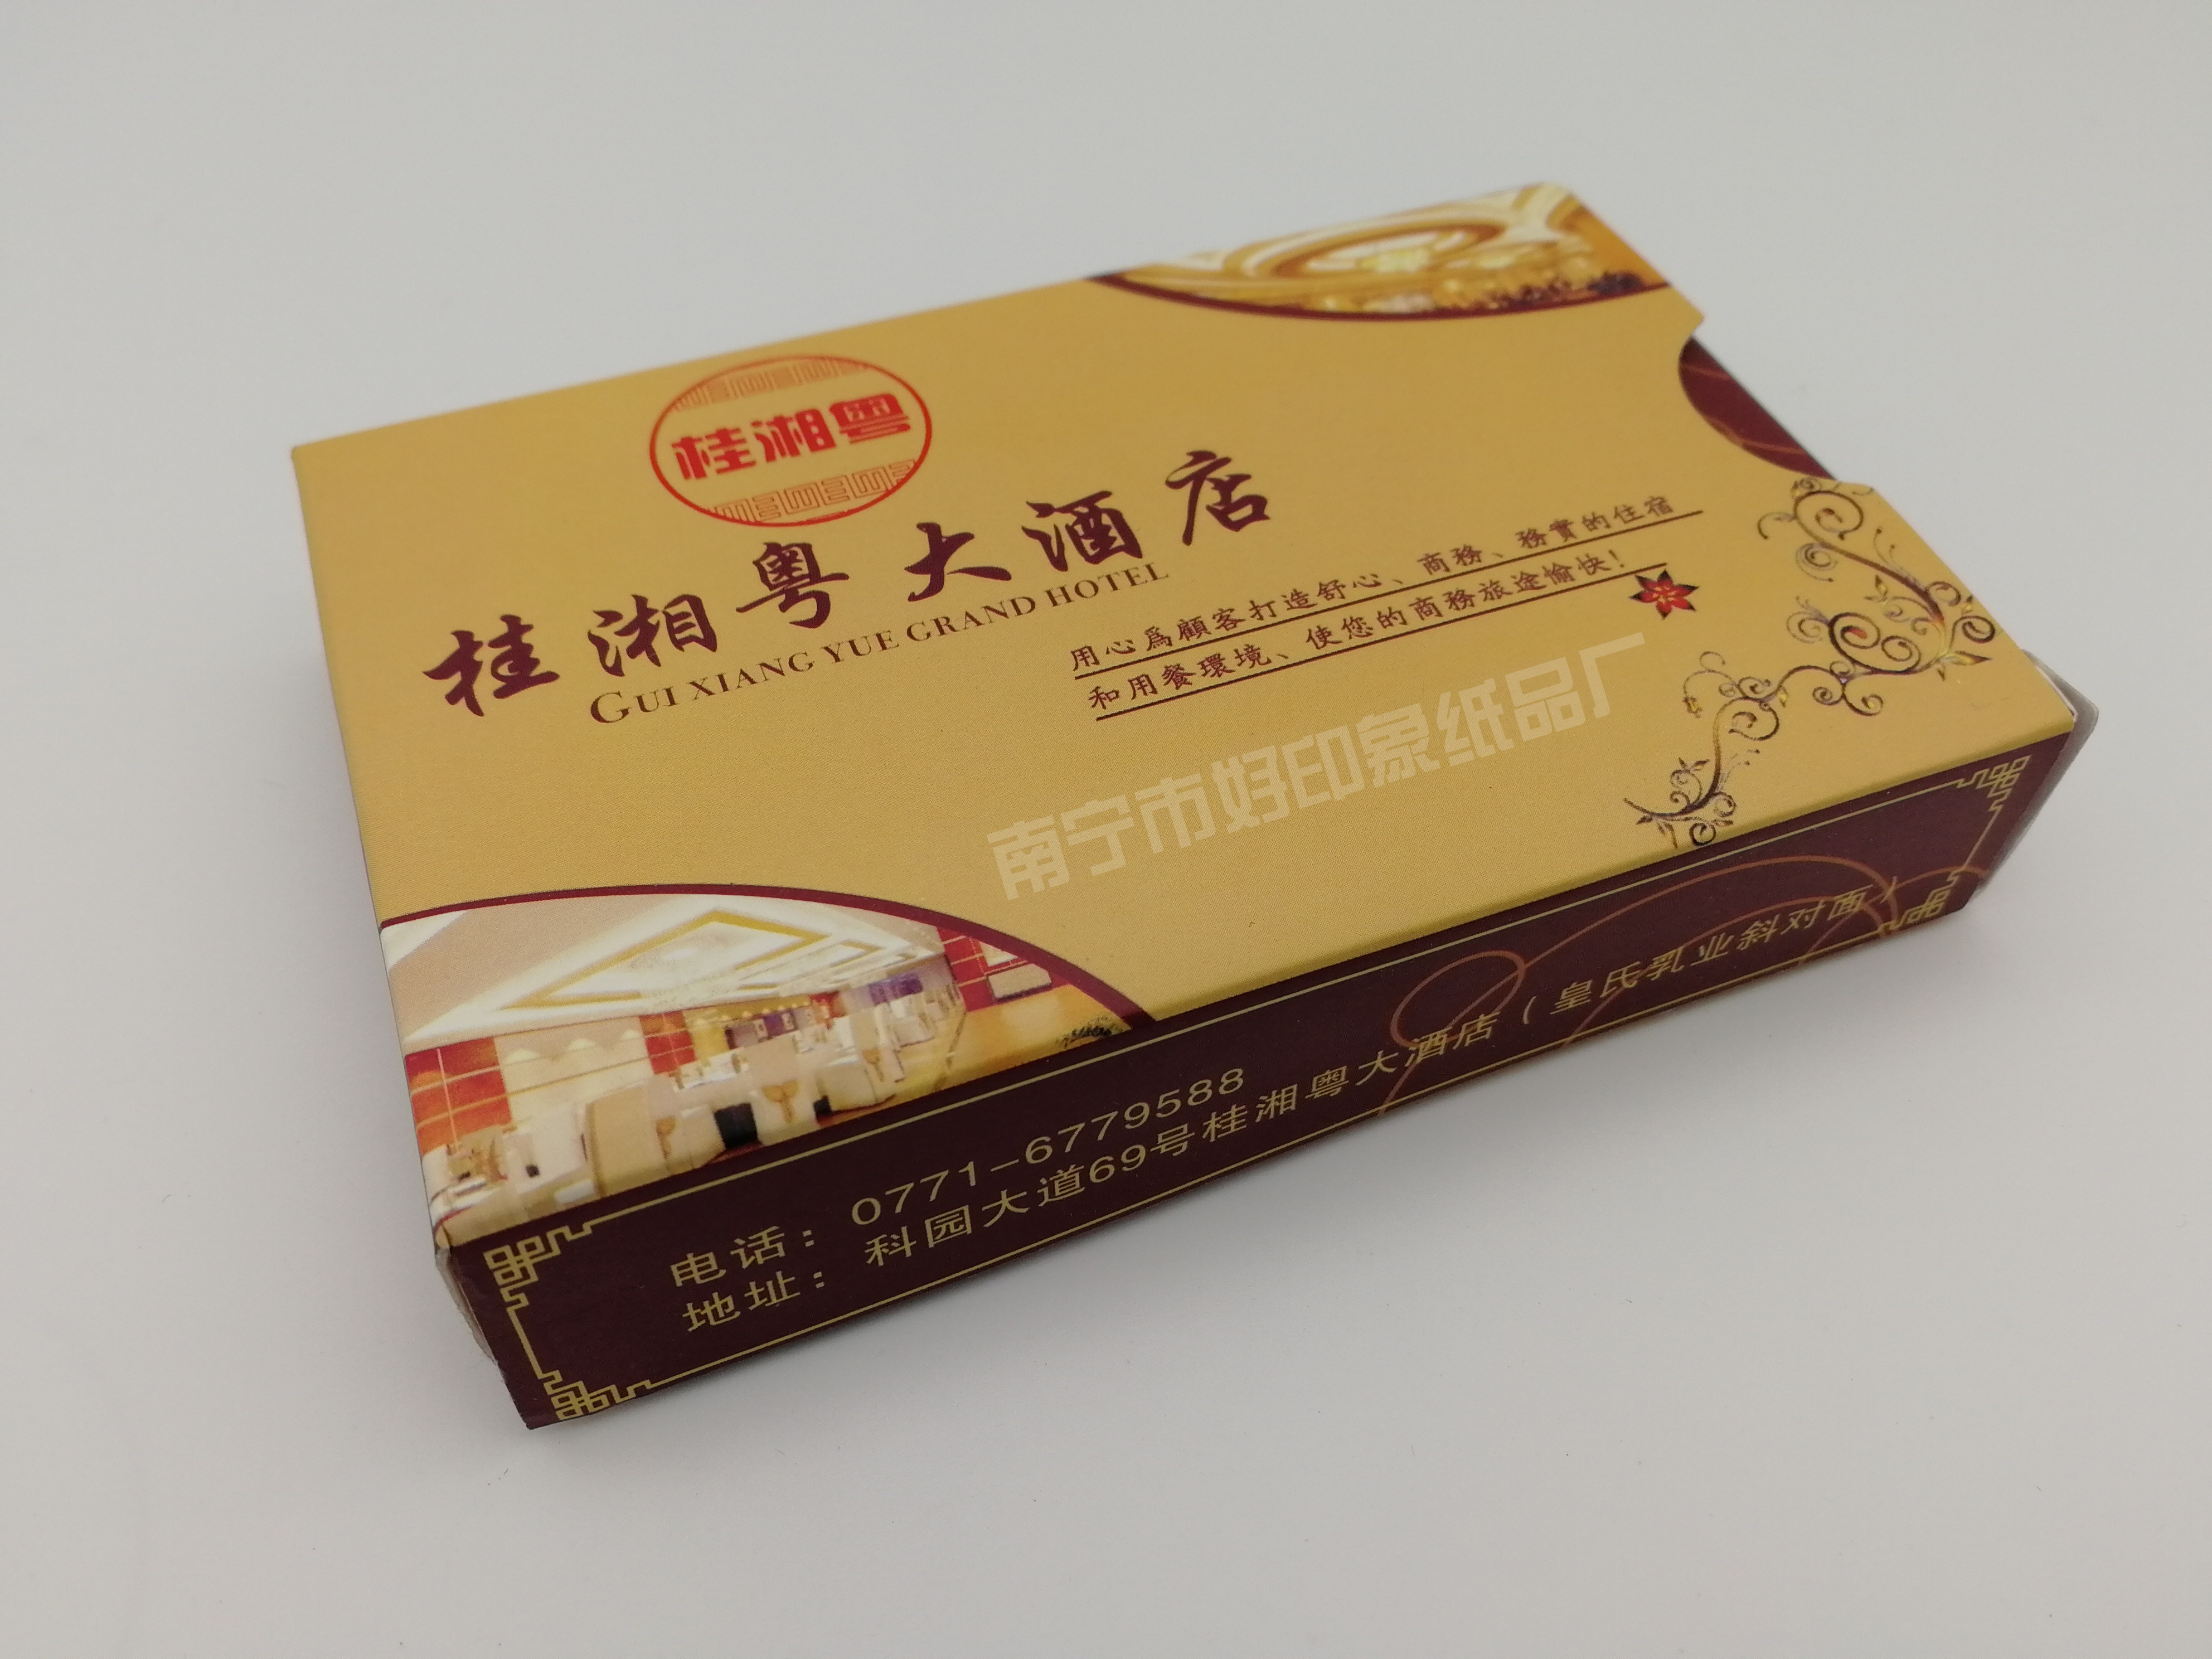 桂湘粤
桂湘粤大酒店
GUI XIANG YUE GRAND HOTEL
用心爲顧客打造舒心、商務、務實的住宿
和用餐環境、使您的商務旅途愉快！
南宁市好印象纸品厂
电话：0771-6779588
地址：科园大道69号桂湘粤大酒店（皇氏乳业斜对面）